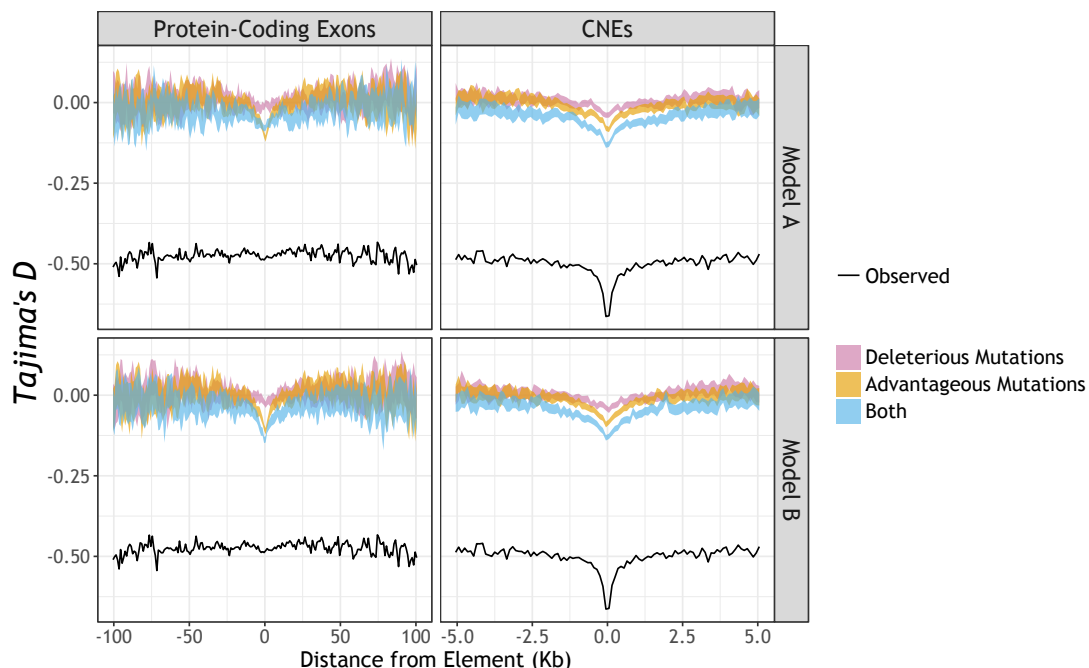 Protein-Coding Exons
CNEs
Tajima's D
0.00
-0.25
-0.50
Model A
0.00
-0.25
-0.50
Model B
-100
-50
0
50
100
-5.0
-2.5
0.0
2.5
5.0
Distance from Element (Kb)
Observed
Deleterious Mutations
Advantageous Mutations
Both